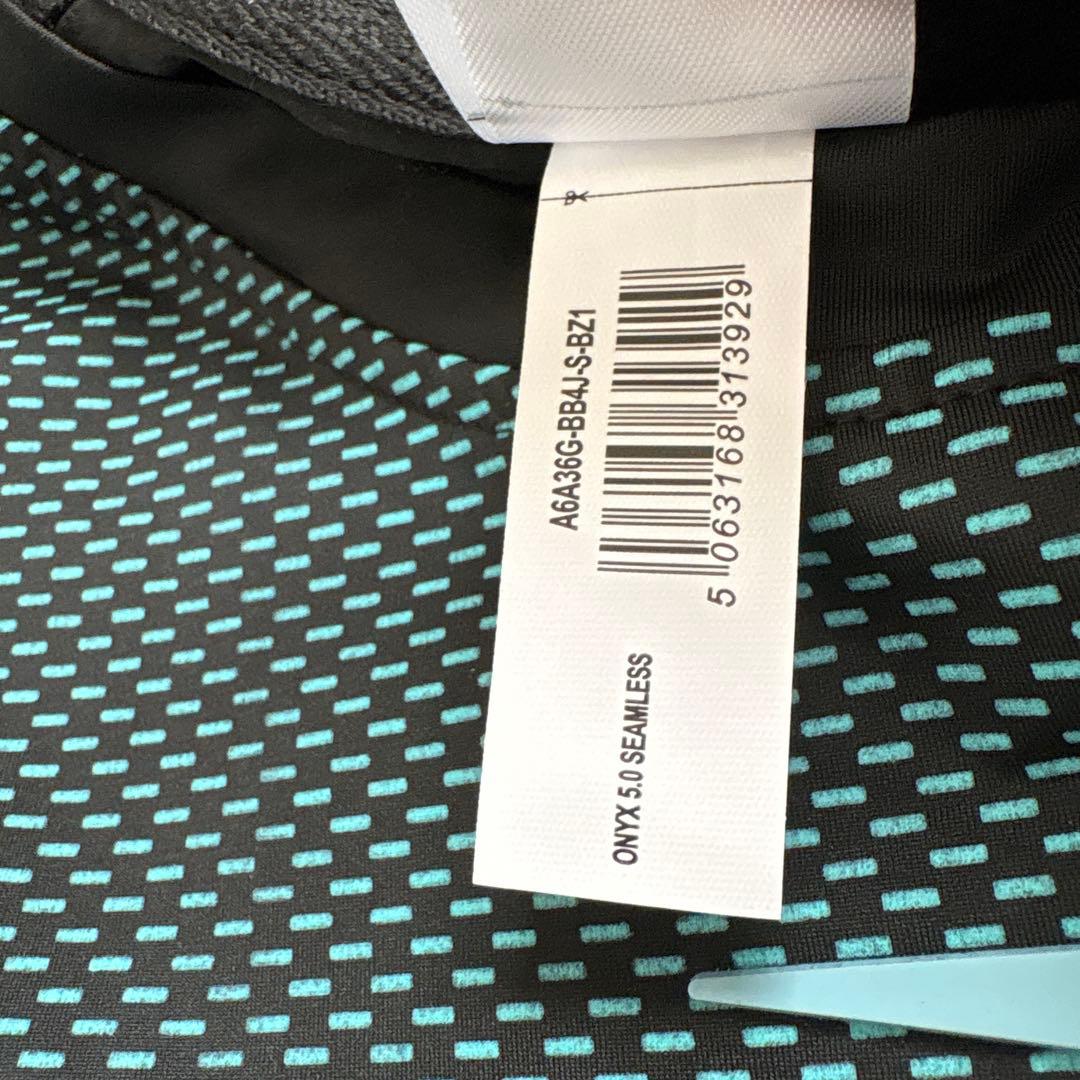 A6A36G-BB4J-S-BZ1
5 063168 313929
ONYX 5.0 SEAMLESS